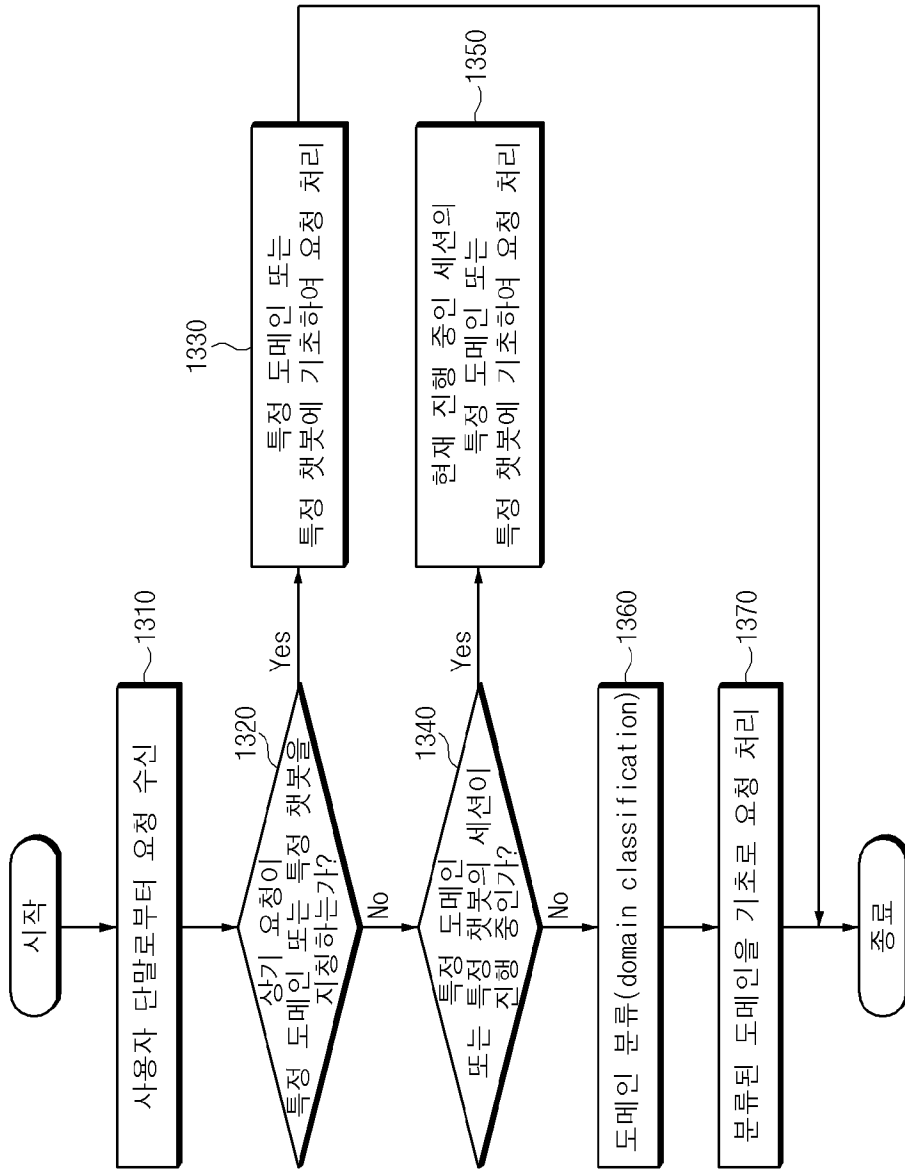 시작
1310
사용자 단말로부터 요청 수신
1320
상기 요청이
특정 도메인 또는 특정 챗봇을
지칭하는가?
Yes
1330
특정 도메인 또는
특정 챗봇에 기초하여 요청 처리
No
1340
특정 도메인
또는 특정 챗봇의 세션이
진행 중인가?
Yes
1350
현재 진행 중인 세션의
특정 도메인 또는
특정 챗봇에 기초하여 요청 처리
No
1360
도메인 분류(domain classification)
1370
분류된 도메인을 기초로 요청 처리
종료